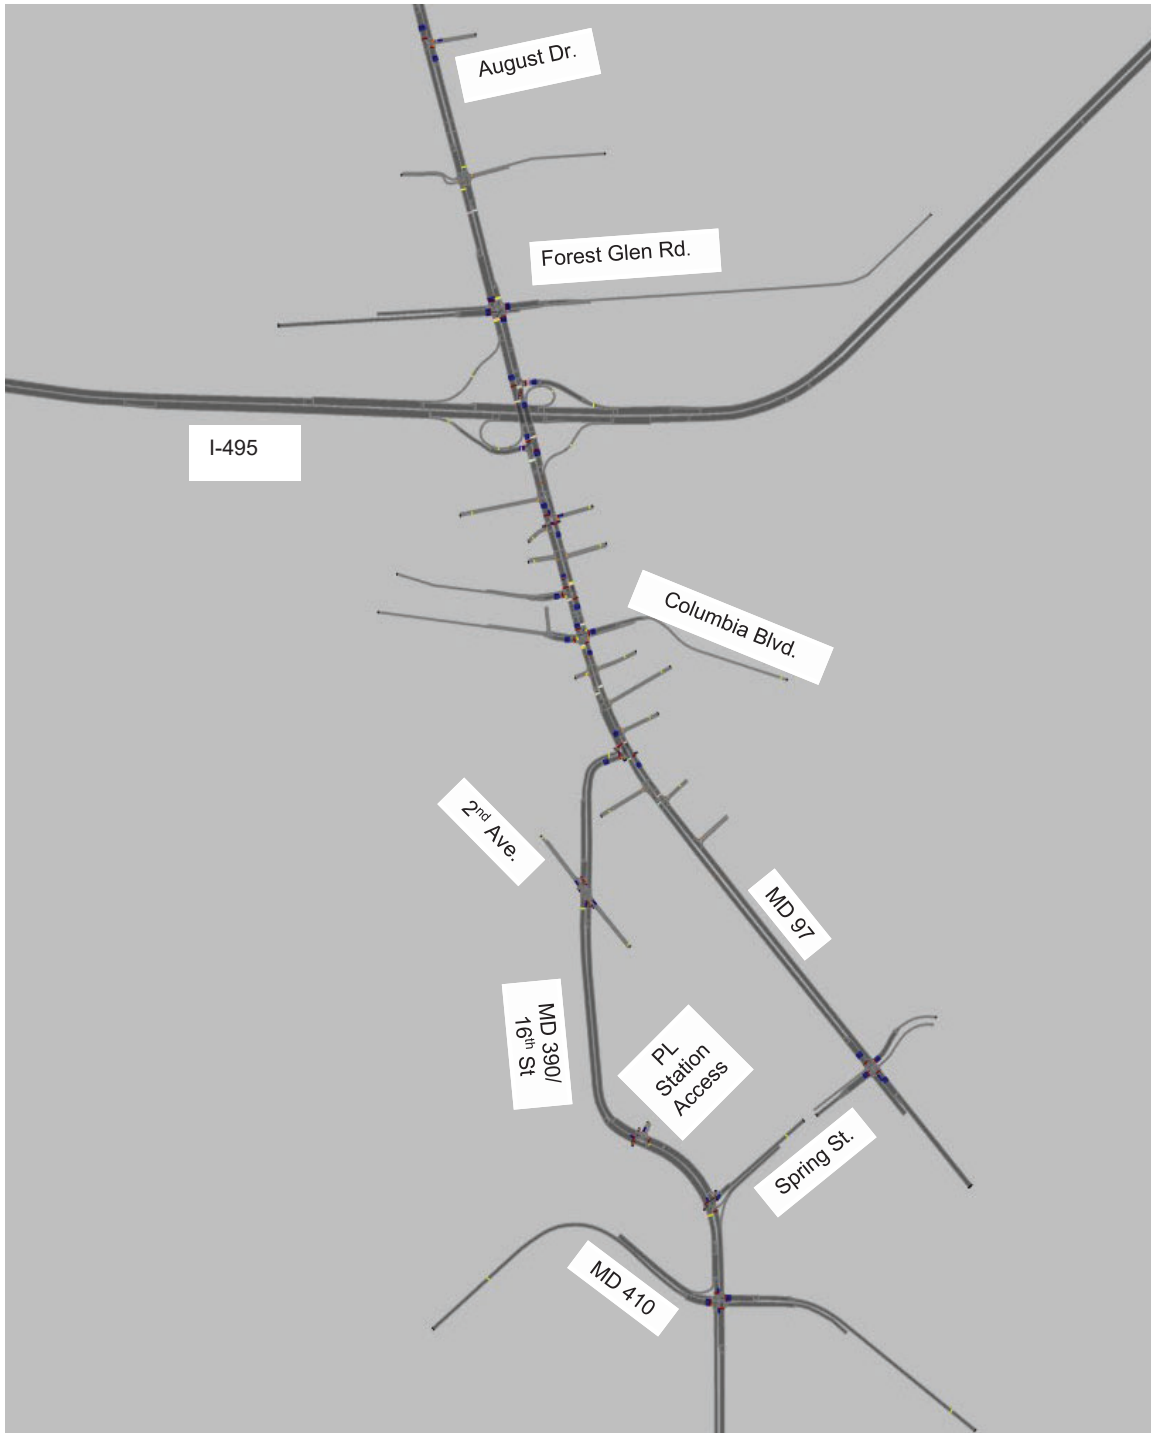 August Dr.
Forest Glen Rd.
I-495
Columbia Blvd.
2nd Ave.
MD 97
MD 390/
16th St
PL
Station
Access
Spring St.
MD 410